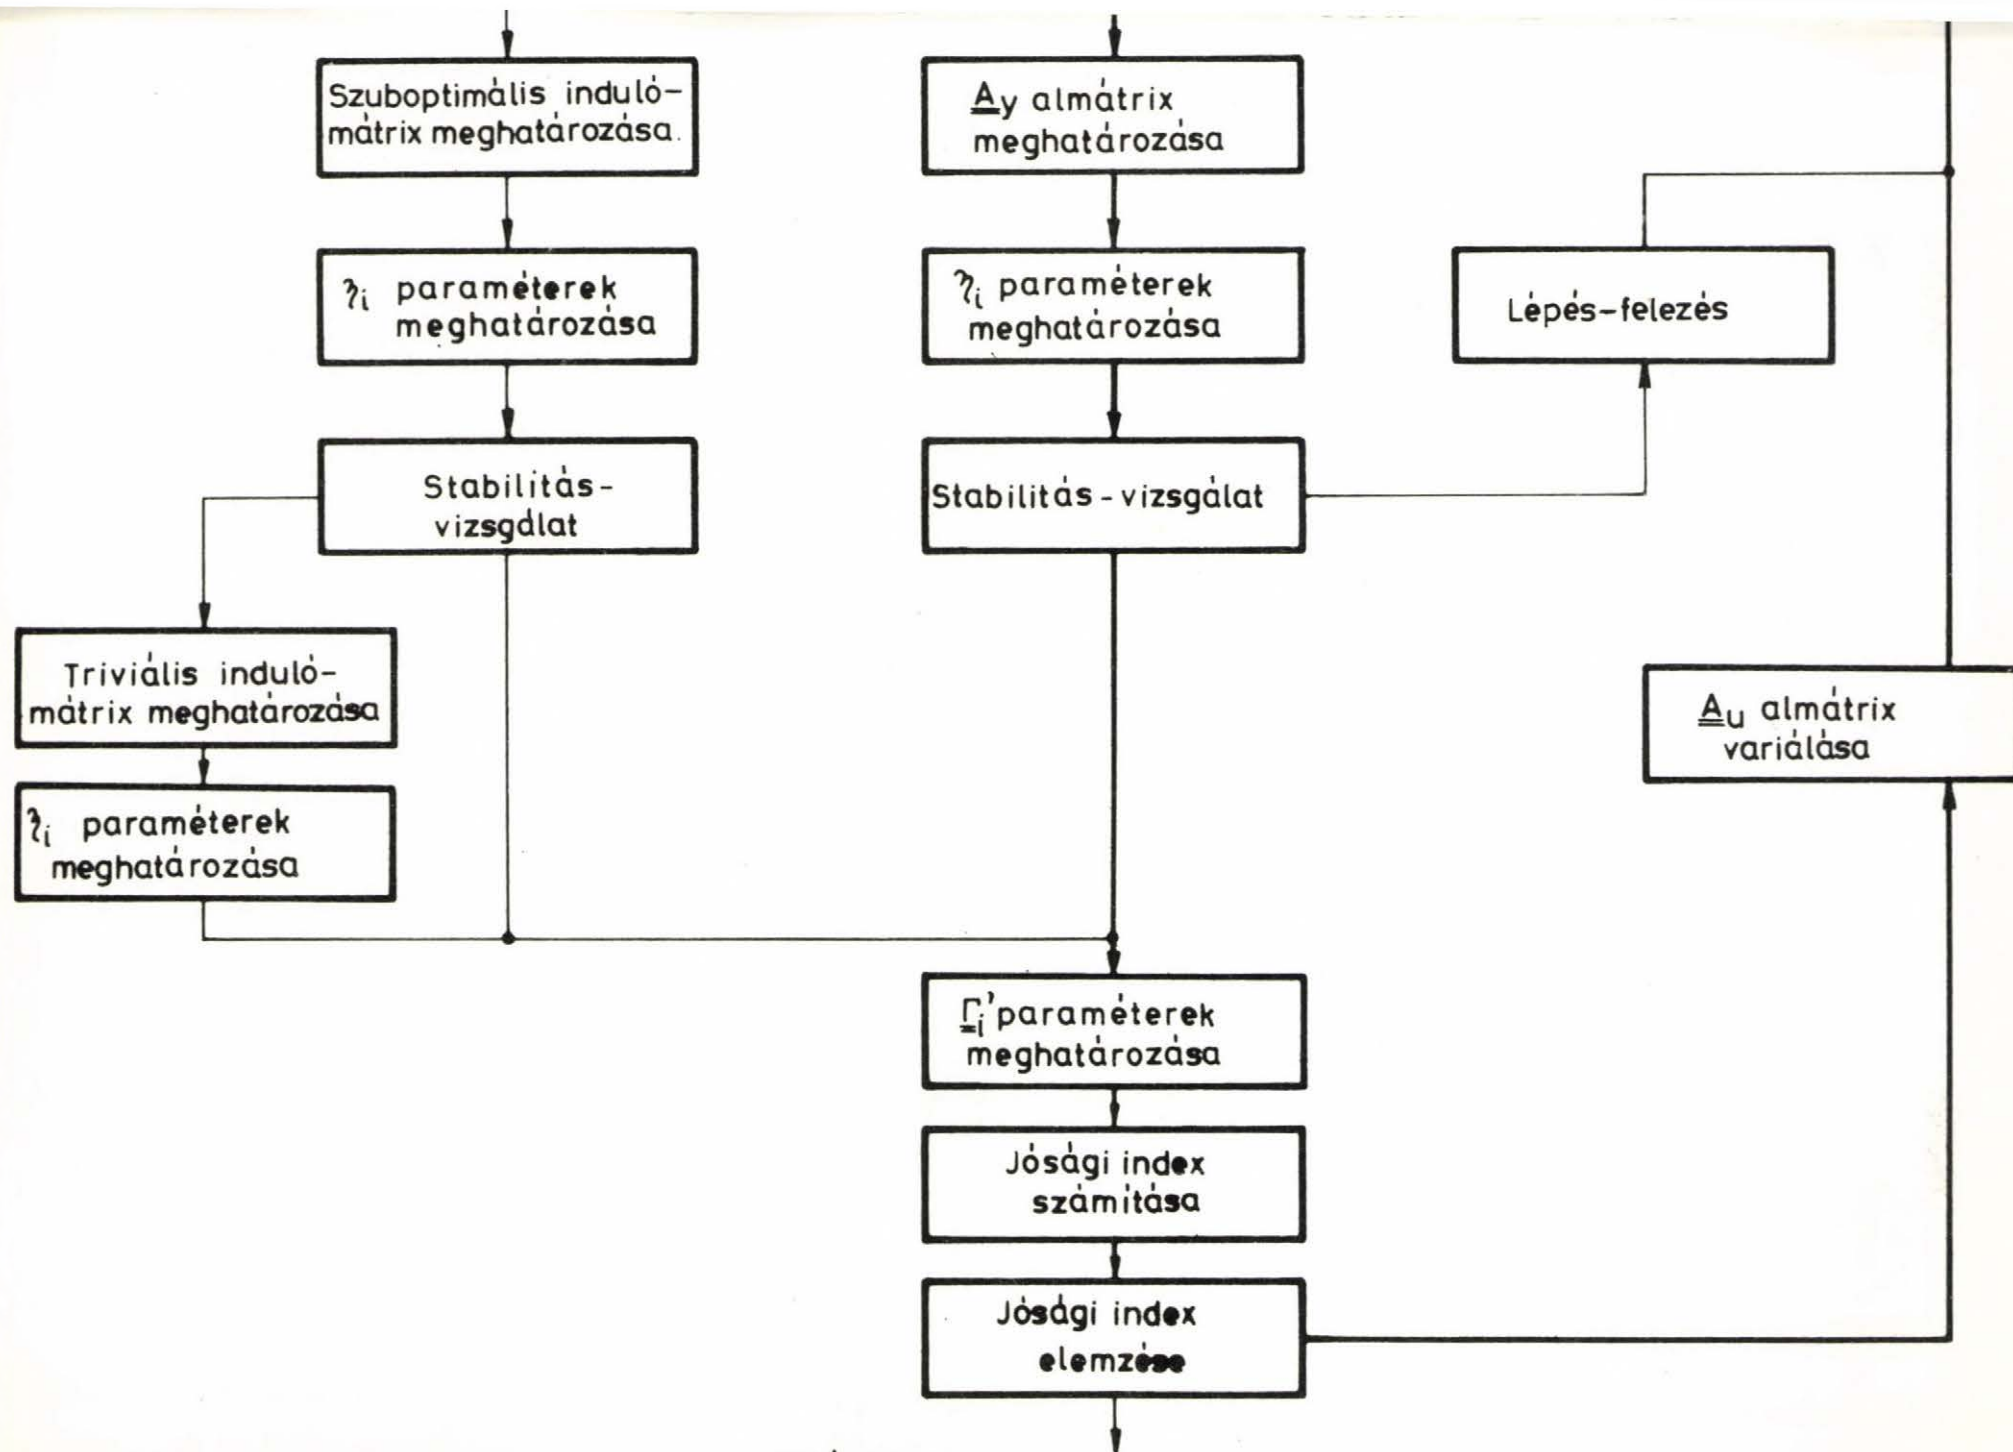 Szuboptimális induló-
mátrix meghatározása.
ηi paraméterek
meghatározása
Stabilitás-
vizsgálat
Triviális induló-
mátrix meghatározása
ηi paraméterek
meghatározása
Ay almátrix
meghatározása
ηi paraméterek
meghatározása
Stabilitás-vizsgálat
Lépés-felezés
Au almátrix
variálása
Γi' paraméterek
meghatározása
Jósági index
számítása
Jósági index
elemzése